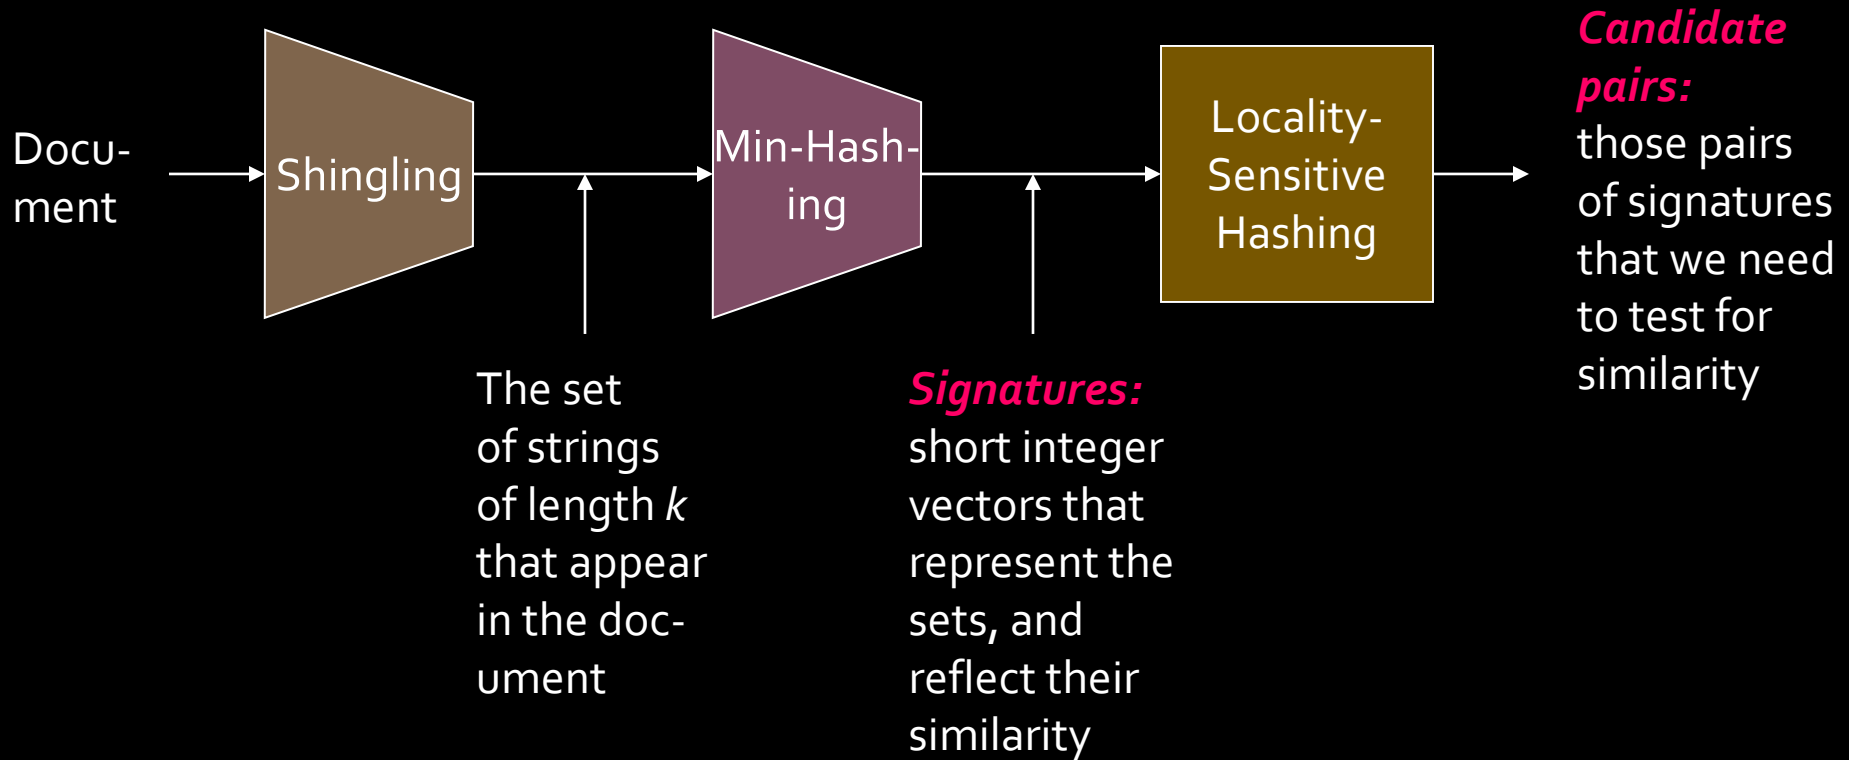 Docu-
ment
Shingling
Min-Hash-
ing
Locality-
Sensitive
Hashing
Candidate
pairs:
those pairs
of signatures
that we need
to test for
similarity
The set
of strings
of length k
that appear
in the doc-
ument
Signatures:
short integer
vectors that
represent the
sets, and
reflect their
similarity